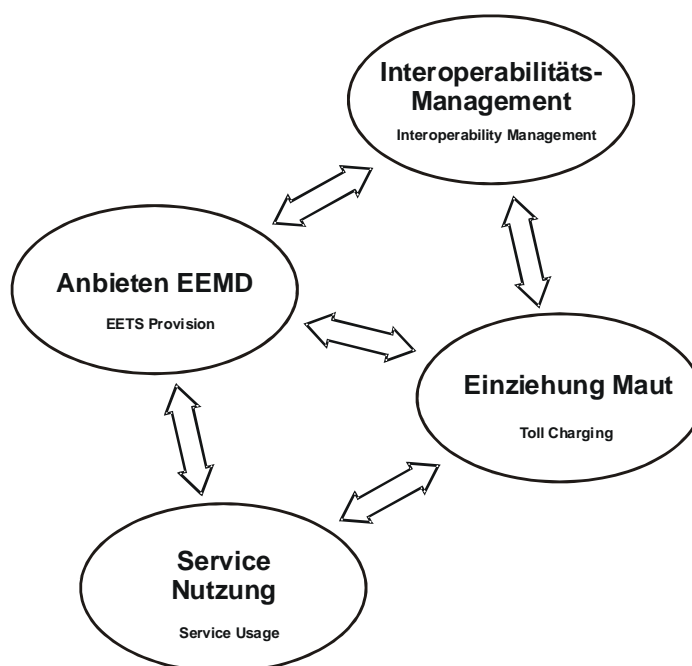 Interoperabilitäts-
Management
Interoperability Management
Anbieten EEMD
EETS Provision
Einziehung Maut
Toll Charging
Service
Nutzung
Service Usage